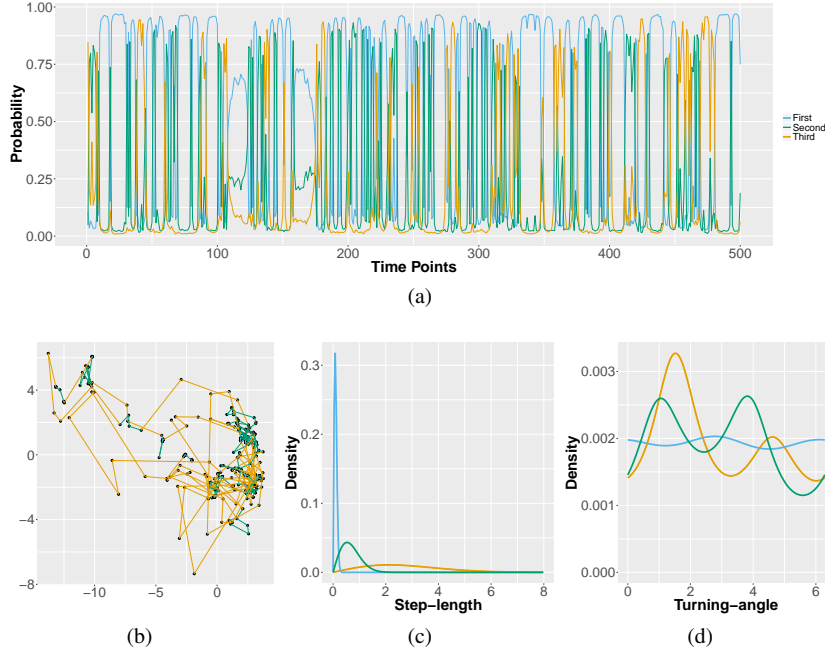 1.00
0.75
0.50
0.25
0.00
Probability
0 100 200 300 400 500
Time Points
First
Second
Third
(a)
4
0
−4
−8
−10 −5 0
(b)
0.3
0.2
0.1
0.0
Density
0 2 4 6 8
Step−length
(c)
0.003
0.002
0.001
0.000
Density
0 2 4 6
Turning−angle
(d)